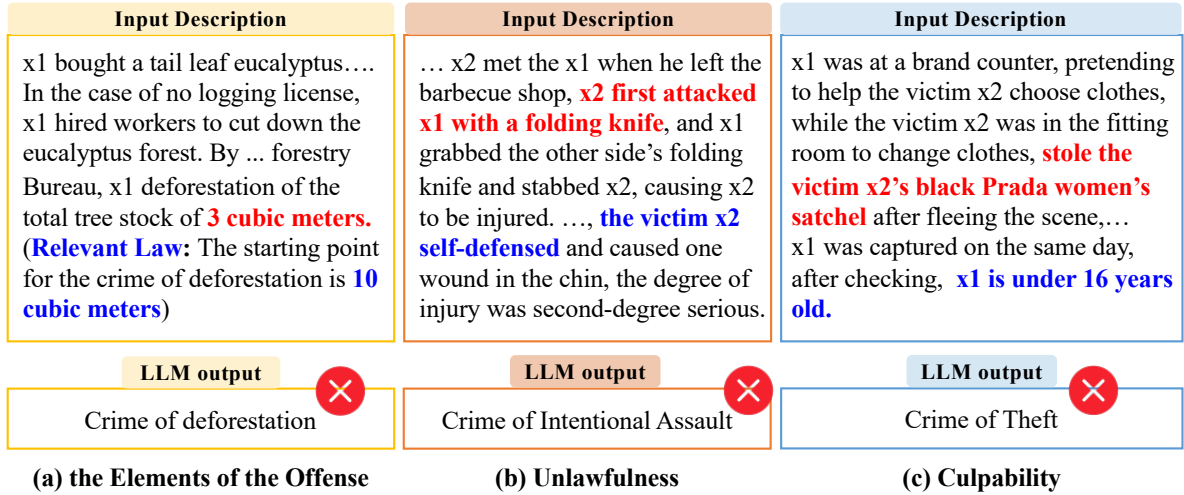 Input Description
x1 bought a tail leaf eucalyptus….
In the case of no logging license,
x1 hired workers to cut down the
eucalyptus forest. By ... forestry
Bureau, x1 deforestation of the
total tree stock of 3 cubic meters.
(Relevant Law: The starting point
for the crime of deforestation is 10
cubic meters)
LLM output
Crime of deforestation
(a) the Elements of the Offense
Input Description
… x2 met the x1 when he left the
barbecue shop, x2 first attacked
x1 with a folding knife, and x1
grabbed the other side’s folding
knife and stabbed x2, causing x2
to be injured. …, the victim x2
self-defensed and caused one
wound in the chin, the degree of
injury was second-degree serious.
LLM output
Crime of Intentional Assault
(b) Unlawfulness
Input Description
x1 was at a brand counter, pretending
to help the victim x2 choose clothes,
while the victim x2 was in the fitting
room to change clothes, stole the
victim x2’s black Prada women’s
satchel after fleeing the scene,…
x1 was captured on the same day,
after checking, x1 is under 16 years
old.
LLM output
Crime of Theft
(c) Culpability